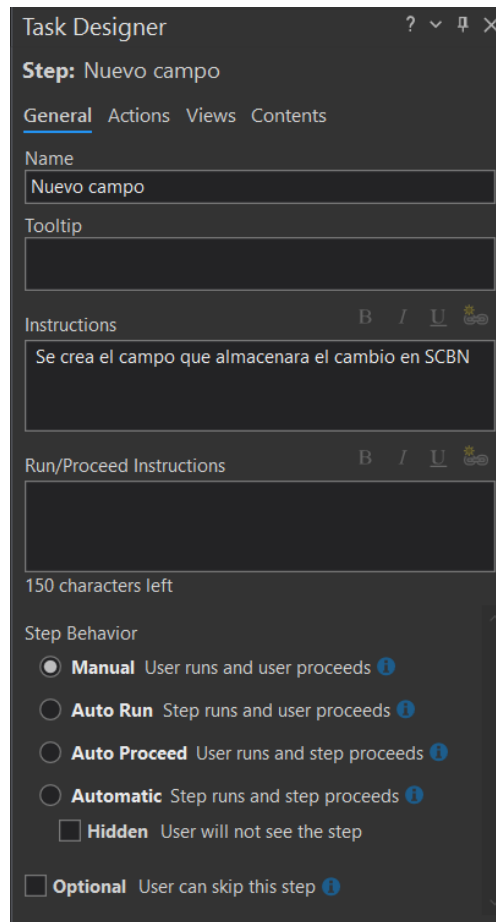 Task Designer
Step: Nuevo campo
General Actions Views Contents
Name
Nuevo campo
Tooltip
Instructions B I U
Se crea el campo que almacenara el cambio en SCBN
Run/Proceed Instructions B I U
150 characters left
Step Behavior
Manual User runs and user proceeds
Auto Run Step runs and user proceeds
Auto Proceed User runs and step proceeds
Automatic Step runs and step proceeds
Hidden User will not see the step
Optional User can skip this step